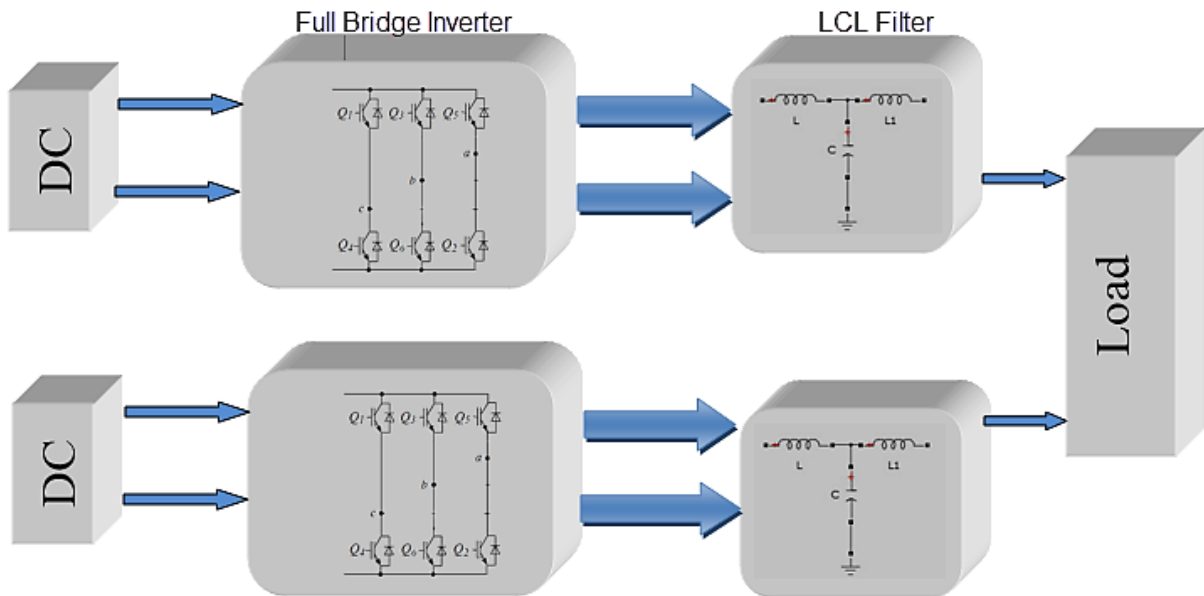 Full Bridge Inverter
LCL Filter
DC
Q1 Q3 Q5
a
b
c
Q4 Q6 Q2
L L1
C
Load
DC
Q1 Q3 Q5
a
b
c
Q4 Q6 Q2
L L1
C